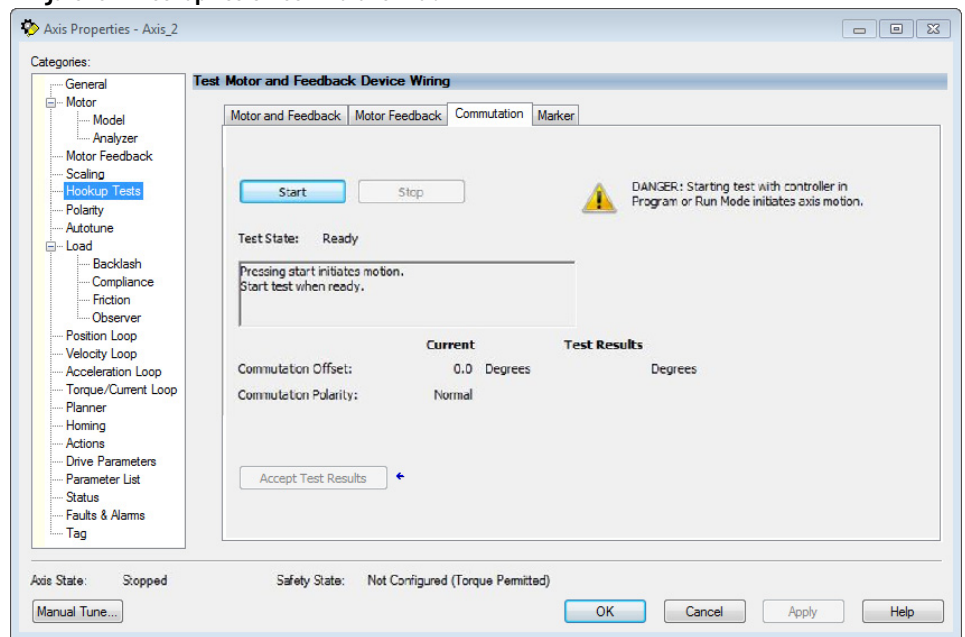 Axis Properties - Axis_2
Categories:
General
Motor
Model
Analyzer
Motor Feedback
Scaling
Hookup Tests
Polarity
Autotune
Load
Backlash
Compliance
Friction
Observer
Position Loop
Velocity Loop
Acceleration Loop
Torque/Current Loop
Planner
Homing
Actions
Drive Parameters
Parameter List
Status
Faults & Alarms
Tag
Test Motor and Feedback Device Wiring
Motor and Feedback Motor Feedback Commutation Marker
Start Stop
DANGER: Starting test with controller in
Program or Run Mode initiates axis motion.
Test State: Ready
Pressing start initiates motion.
Start test when ready.
Current Test Results
Commutation Offset: 0.0 Degrees Degrees
Commutation Polarity: Normal
Accept Test Results
Axis State: Stopped Safety State: Not Configured (Torque Permitted)
Manual Tune... OK Cancel Apply Help